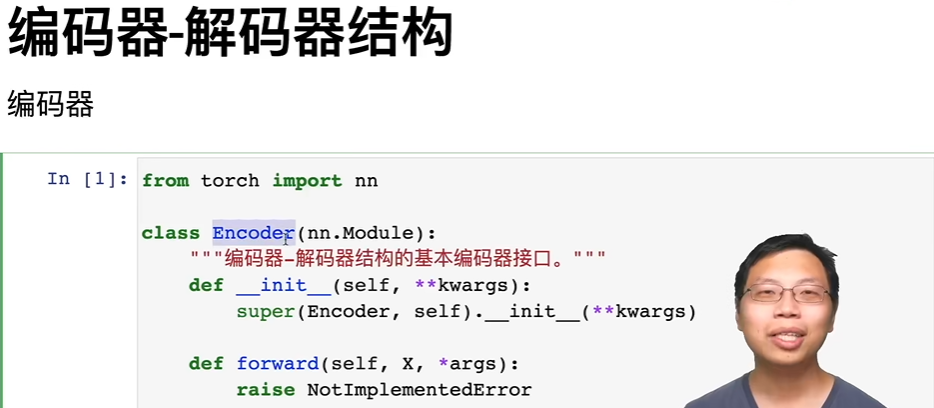 编码器-解码器结构
编码器
In [1]: from torch import nn
class Encoder(nn.Module):
"""编码器-解码器结构的基本编码器接口。"""
def __init__(self, **kwargs):
super(Encoder, self).__init__(**kwargs)
def forward(self, X, *args):
raise NotImplementedError